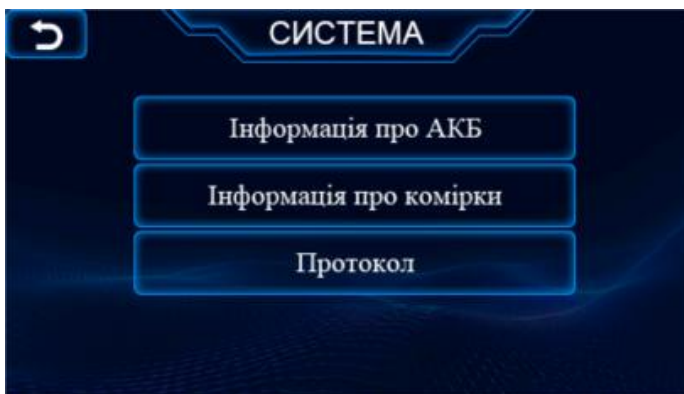 СИСТЕМА
Інформація про АКБ
Інформація про комірки
Протокол